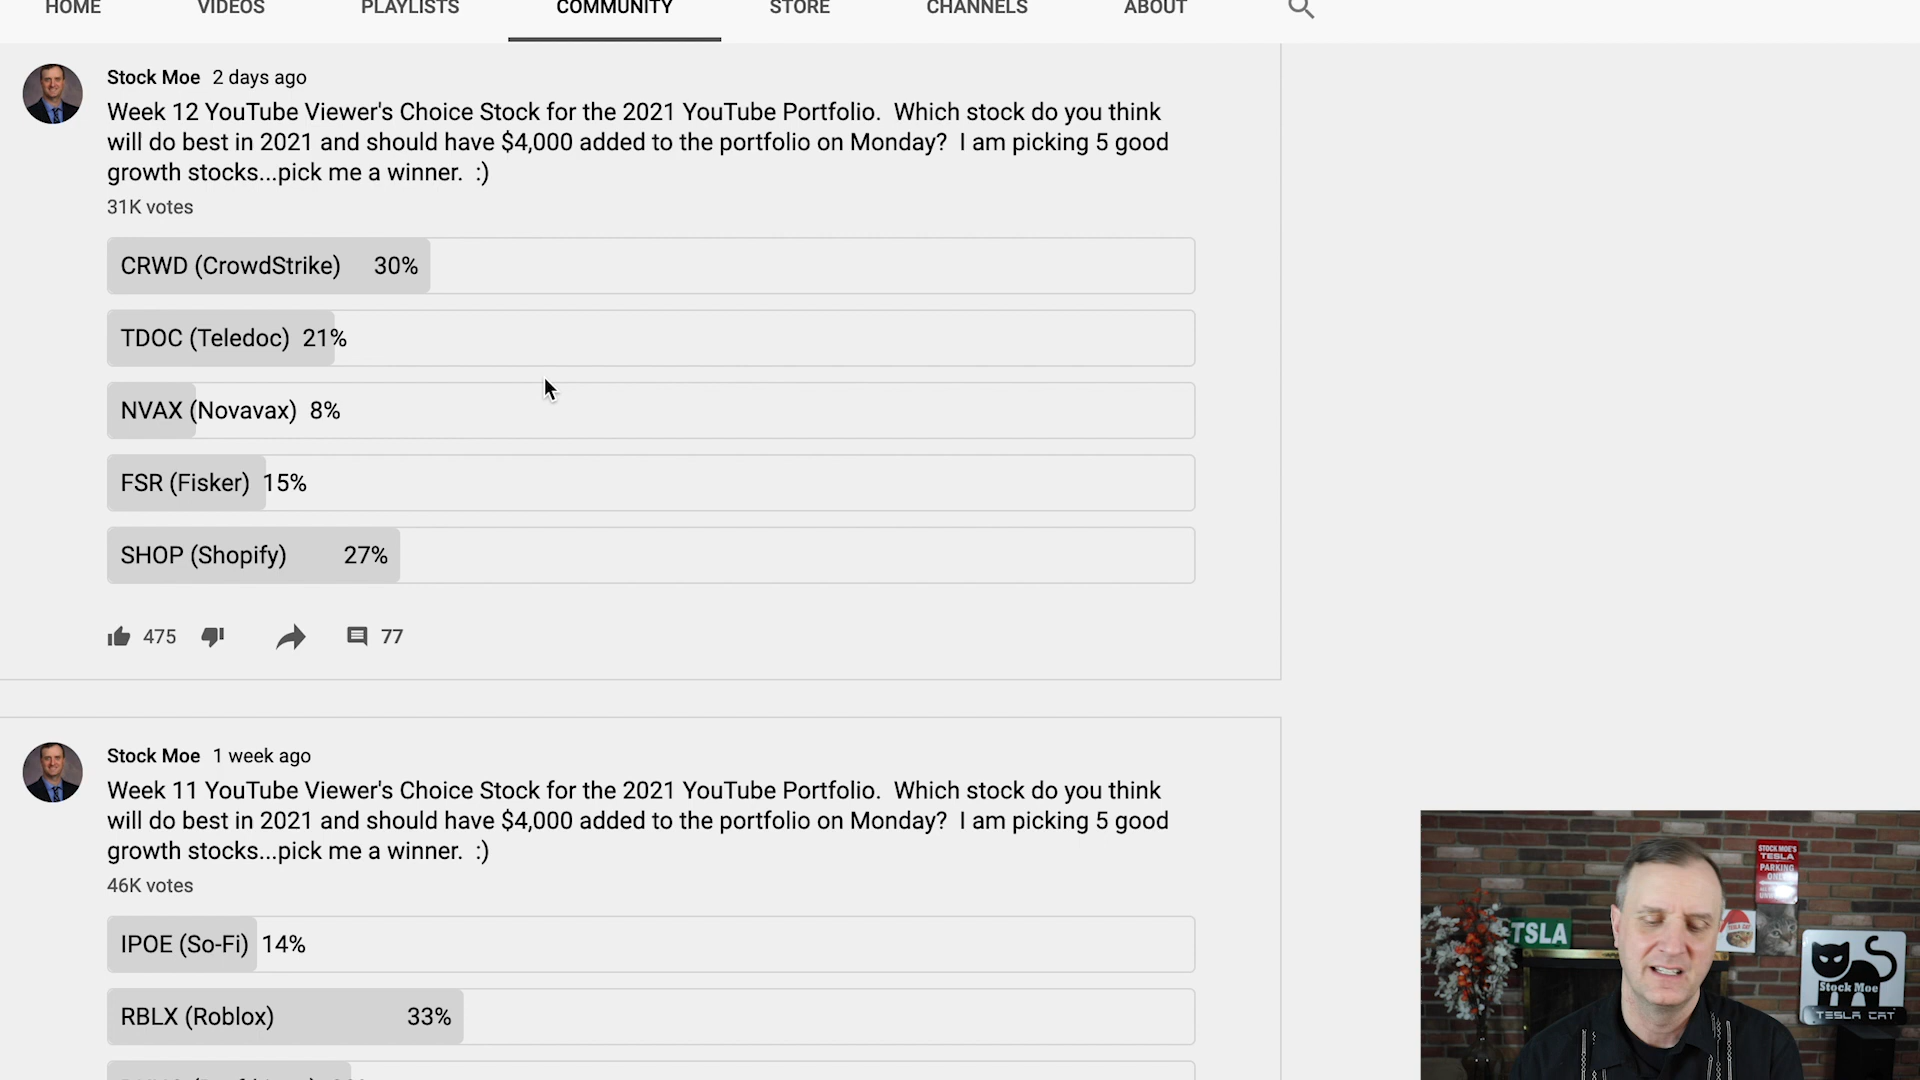 HOME VIDEOS PLAYLISTS COMMUNITY STORE CHANNELS ABOUT
Stock Moe 2 days ago
Week 12 YouTube Viewer's Choice Stock for the 2021 YouTube Portfolio.  Which stock do you think
will do best in 2021 and should have $4,000 added to the portfolio on Monday?  I am picking 5 good
growth stocks...pick me a winner.  :)
31K votes
CRWD (CrowdStrike) 30%
TDOC (Teledoc) 21%
NVAX (Novavax) 8%
FSR (Fisker) 15%
SHOP (Shopify) 27%
475 77
Stock Moe 1 week ago
Week 11 YouTube Viewer's Choice Stock for the 2021 YouTube Portfolio.  Which stock do you think
will do best in 2021 and should have $4,000 added to the portfolio on Monday?  I am picking 5 good
growth stocks...pick me a winner.  :)
46K votes
IPOE (So-Fi) 14%
RBLX (Roblox) 33%
STOCK MOE'S
TESLA
PARKING
TSLA
Stock Moe
TESLA CAT